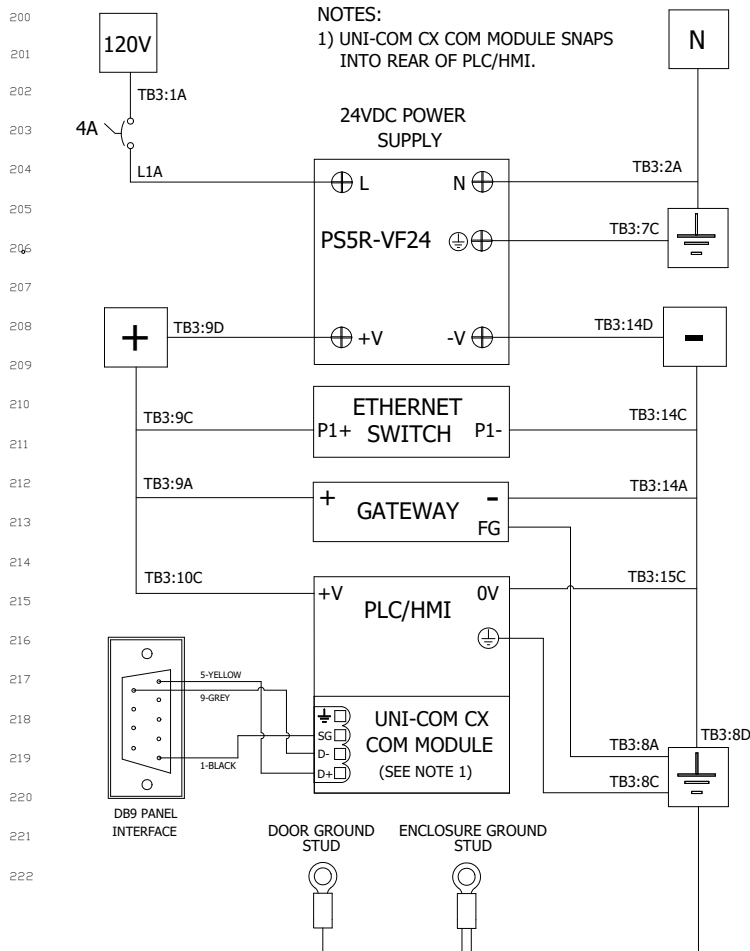 200
NOTES:
1) UNI-COM CX COM MODULE SNAPS
INTO REAR OF PLC/HMI.
201
120V
N
202
TB3:1A
203
4A
24VDC POWER
SUPPLY
204
L1A
L
N
TB3:2A
205
206
PS5R-VF24
TB3:7C
207
208
+
TB3:9D
+V
-V
TB3:14D
-
209
210
ETHERNET
SWITCH
TB3:9C
P1+
P1-
TB3:14C
211
212
TB3:9A
+
-
TB3:14A
GATEWAY
213
FG
214
TB3:10C
+V
0V
TB3:15C
215
PLC/HMI
216
217
5-YELLOW
9-GREY
218
UNI-COM CX
COM MODULE
(SEE NOTE 1)
SG
D-
D+
219
1-BLACK
TB3:8A
TB3:8D
TB3:8C
220
DB9 PANEL
INTERFACE
221
DOOR GROUND
STUD
ENCLOSURE GROUND
STUD
222